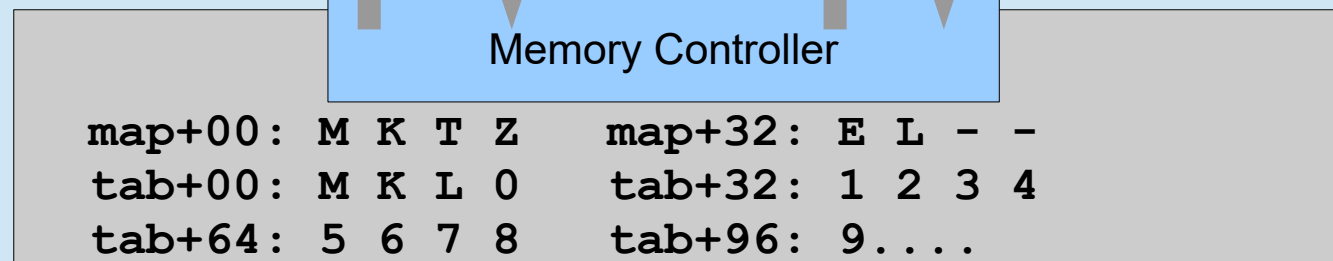 Memory Controller
map+00: M K T Z map+32: E L - -
tab+00: M K L 0 tab+32: 1 2 3 4
tab+64: 5 6 7 8 tab+96: 9....